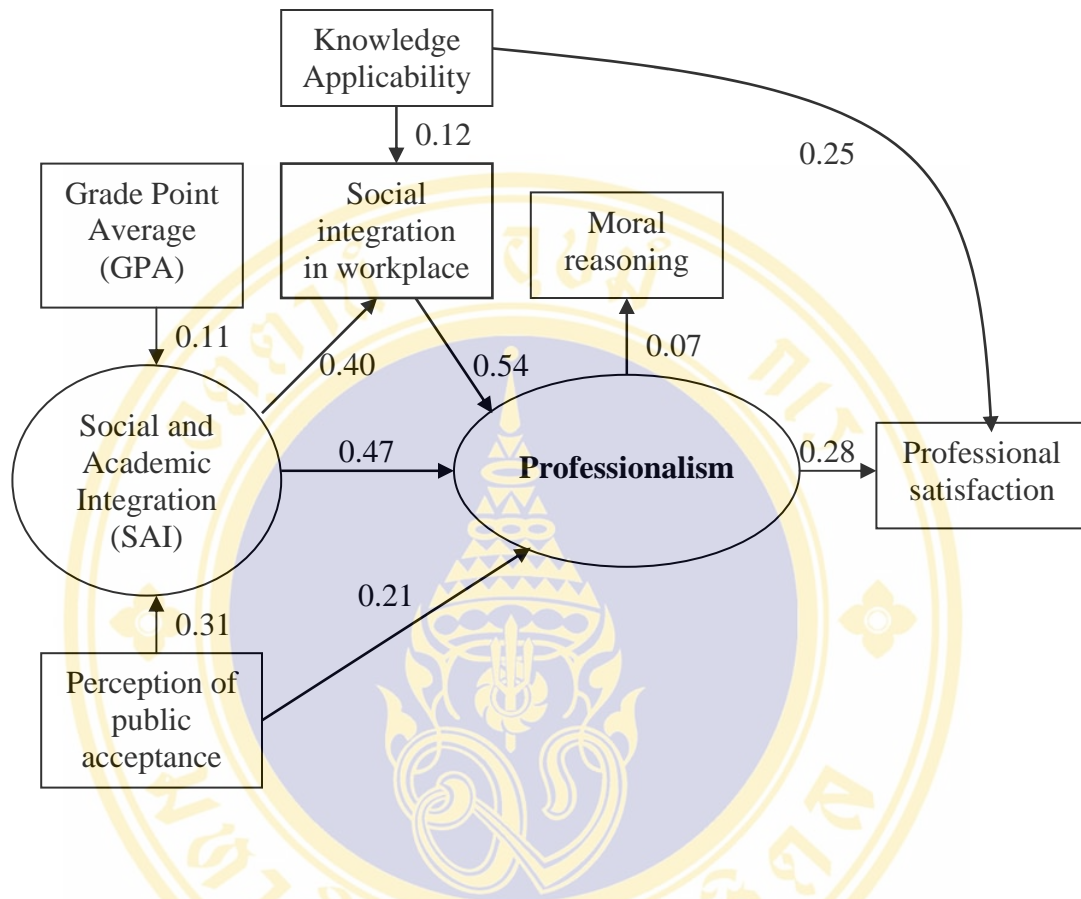 Knowledge
Applicability
0.12
0.25
Grade Point
Average
(GPA)
Social
integration
in workplace
Moral
reasoning
0.11
0.40
0.54
0.07
Social and
Academic
Integration
(SAI)
0.47
Professionalism
0.28
Professional
satisfaction
0.31
0.21
Perception of
public
acceptance